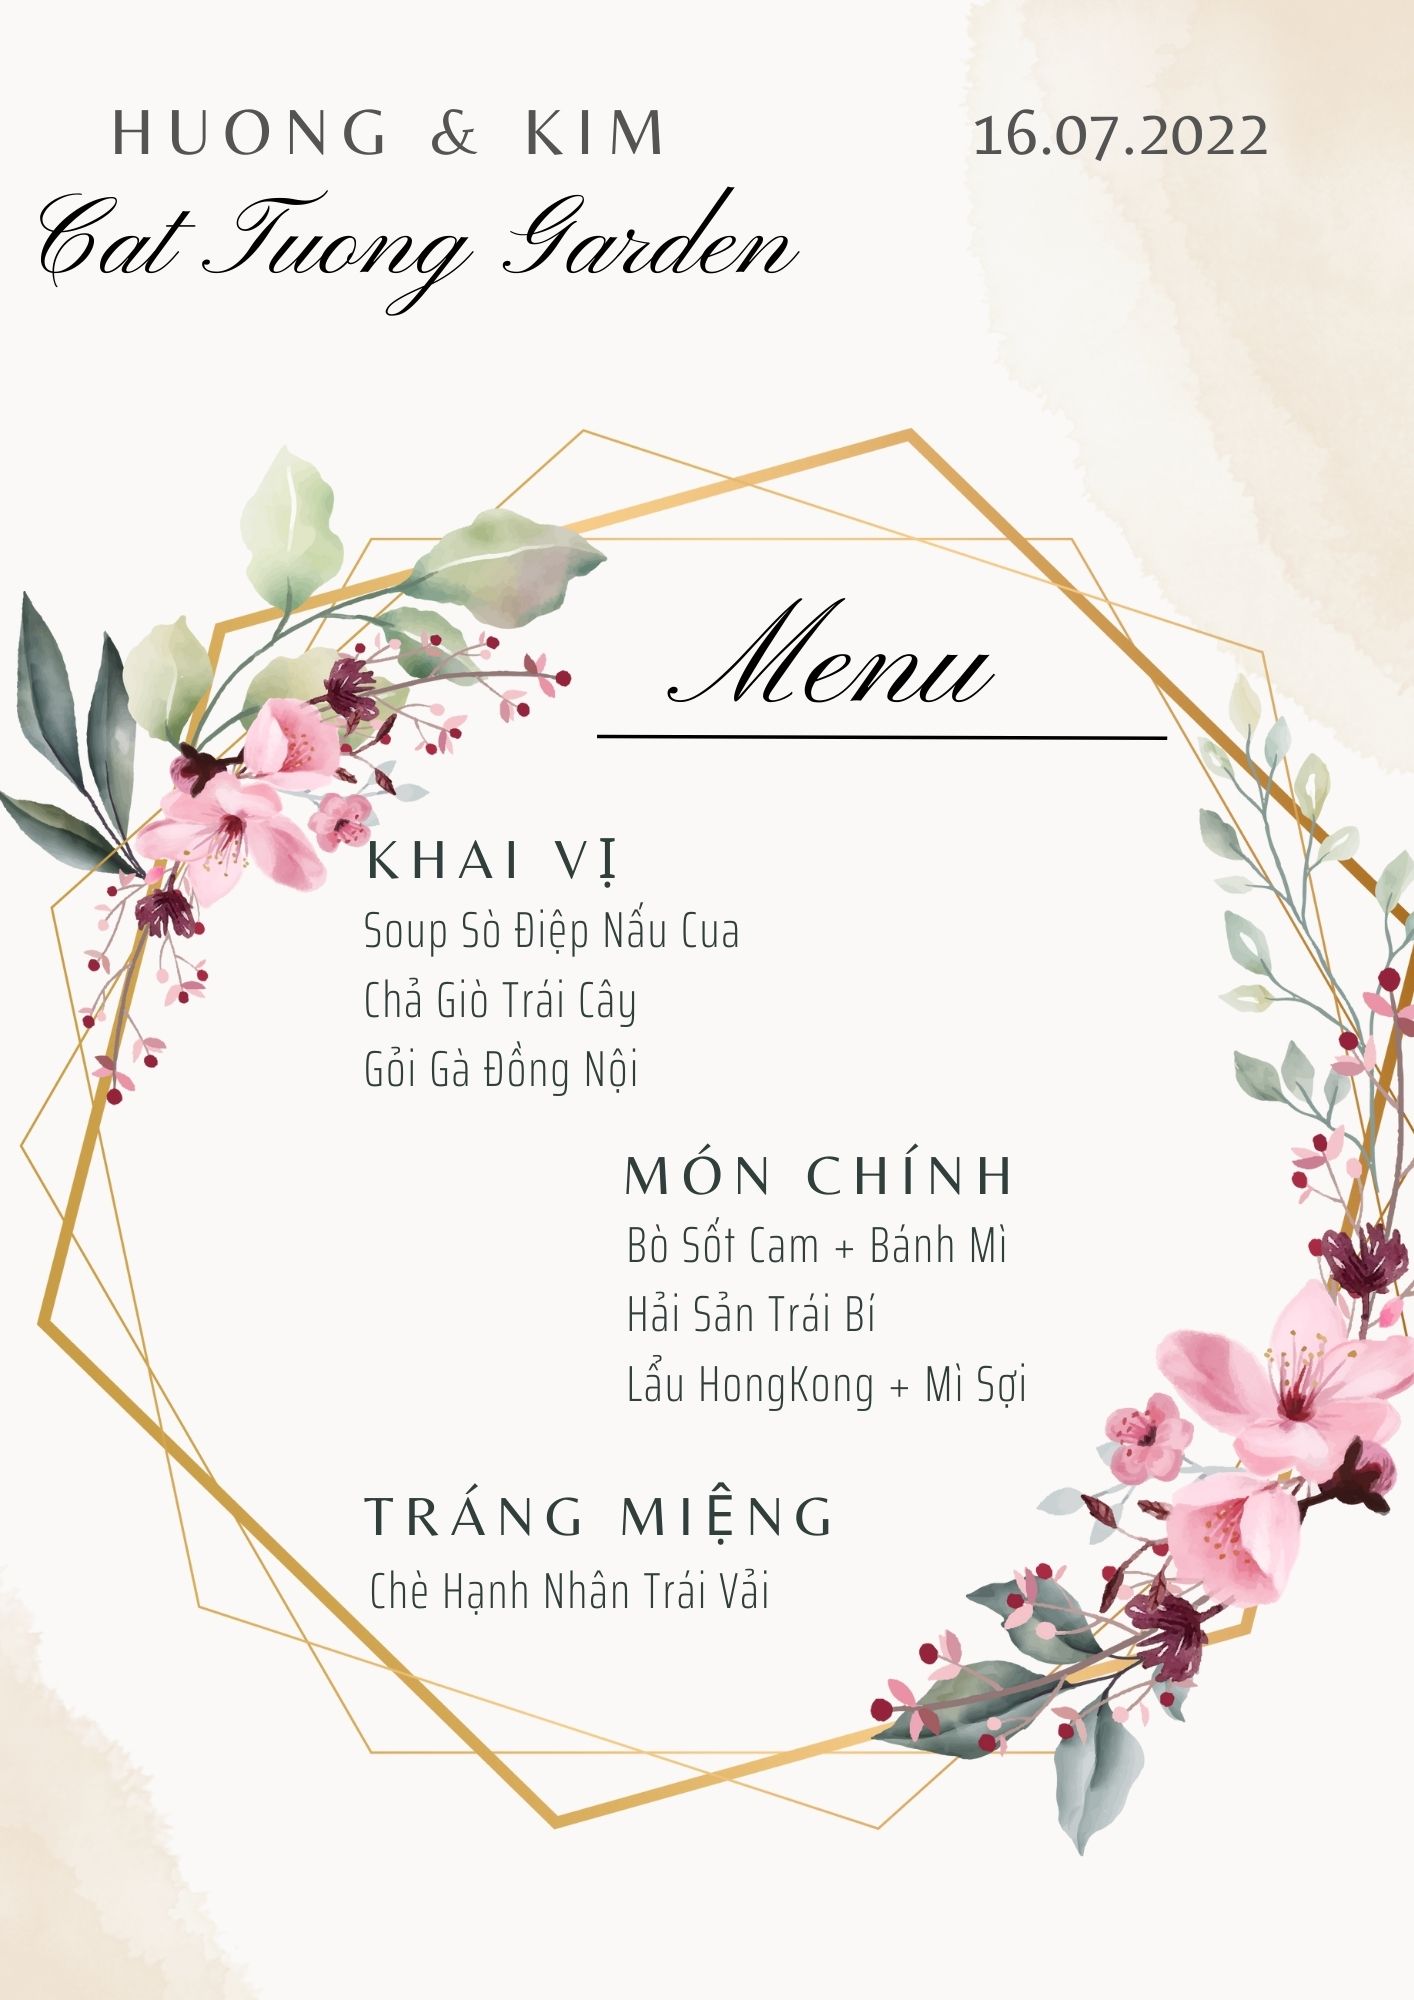 HUONG & KIM
16.07.2022
Cat Tuong Garden
Menu
KHAI VỊ
Soup Sò Điệp Nấu Cua
Chả Giò Trái Cây
Gỏi Gà Đồng Nội
MÓN CHÍNH
Bò Sốt Cam + Bánh Mì
Hải Sản Trái Bí
Lẩu HongKong + Mì Sợi
TRÁNG MIỆNG
Chè Hạnh Nhân Trái Vải